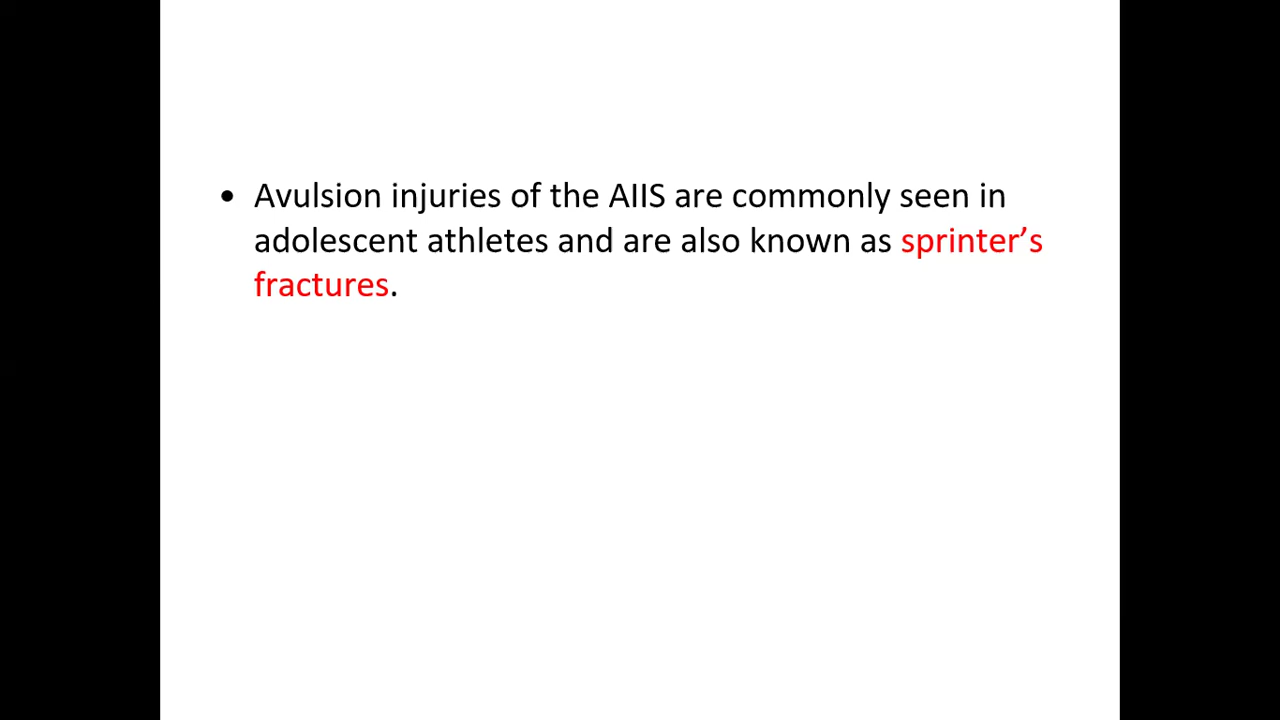 • Avulsion injuries of the AIIS are commonly seen in
adolescent athletes and are also known as sprinter’s
fractures.